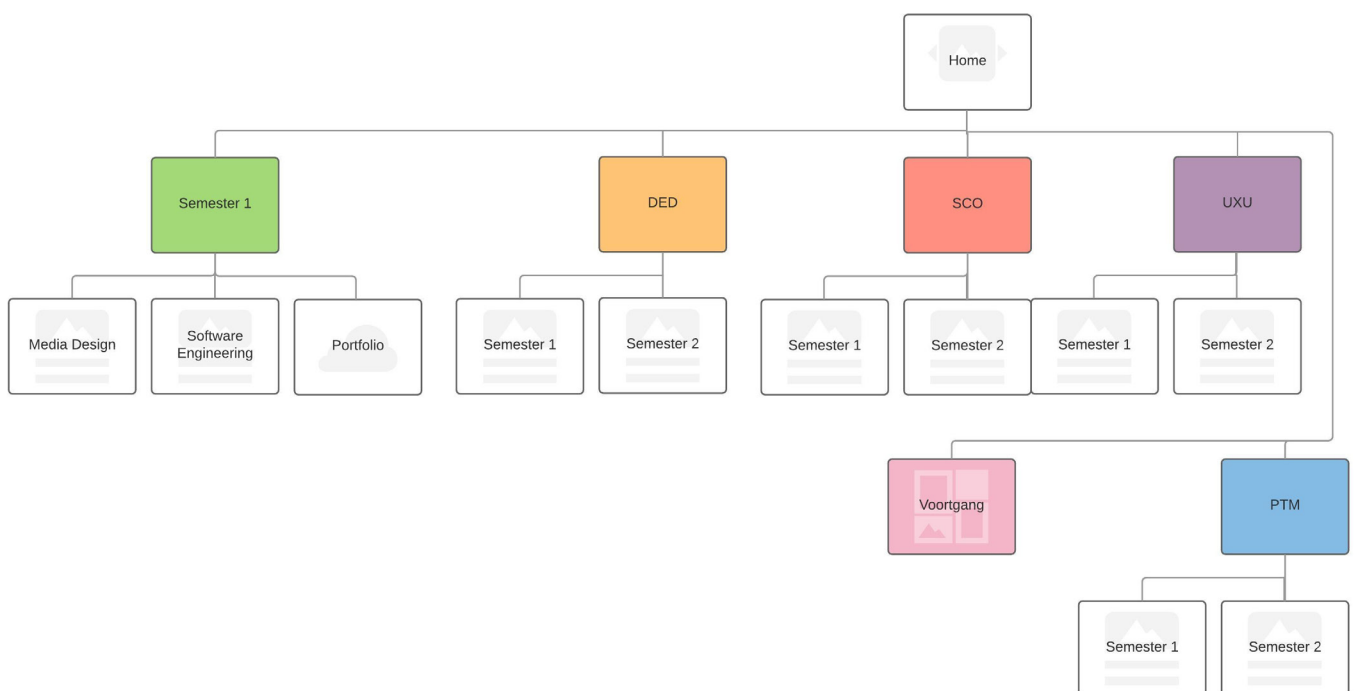 Home
Semester 1
DED
SCO
UXU
Media Design
Software
Engineering
Portfolio
Semester 1
Semester 2
Semester 1
Semester 2
Semester 1
Semester 2
Voortgang
PTM
Semester 1
Semester 2